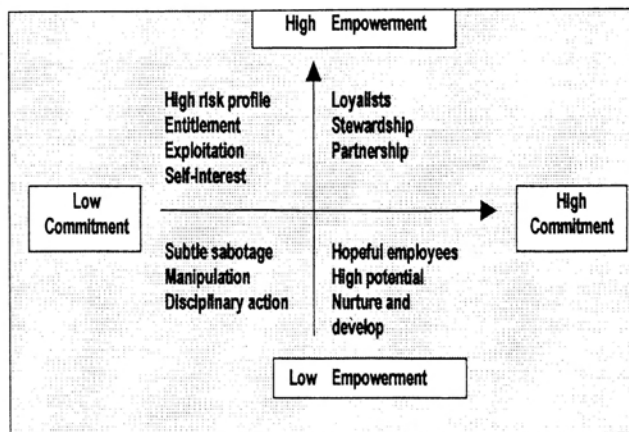 High Empowerment
High risk profile
Entitlement
Exploitation
Self-Interest
Loyalists
Stewardship
Partnership
Low
Commitment
High
Commitment
Subtle sabotage
Manipulation
Disciplinary action
Hopeful employees
High potential
Nurture and
develop
Low Empowerment